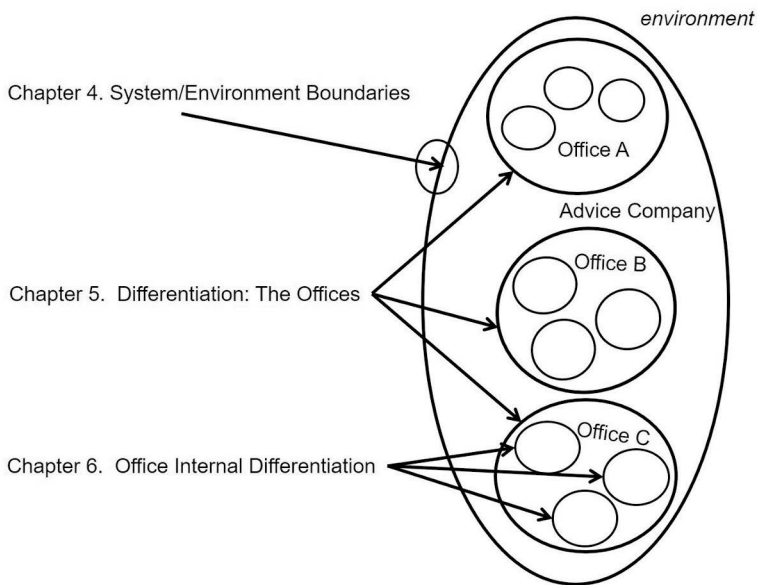 environment
Chapter 4. System/Environment Boundaries
Office A
Advice Company
Office B
Chapter 5.  Differentiation: The Offices
Office C
Chapter 6.  Office Internal Differentiation